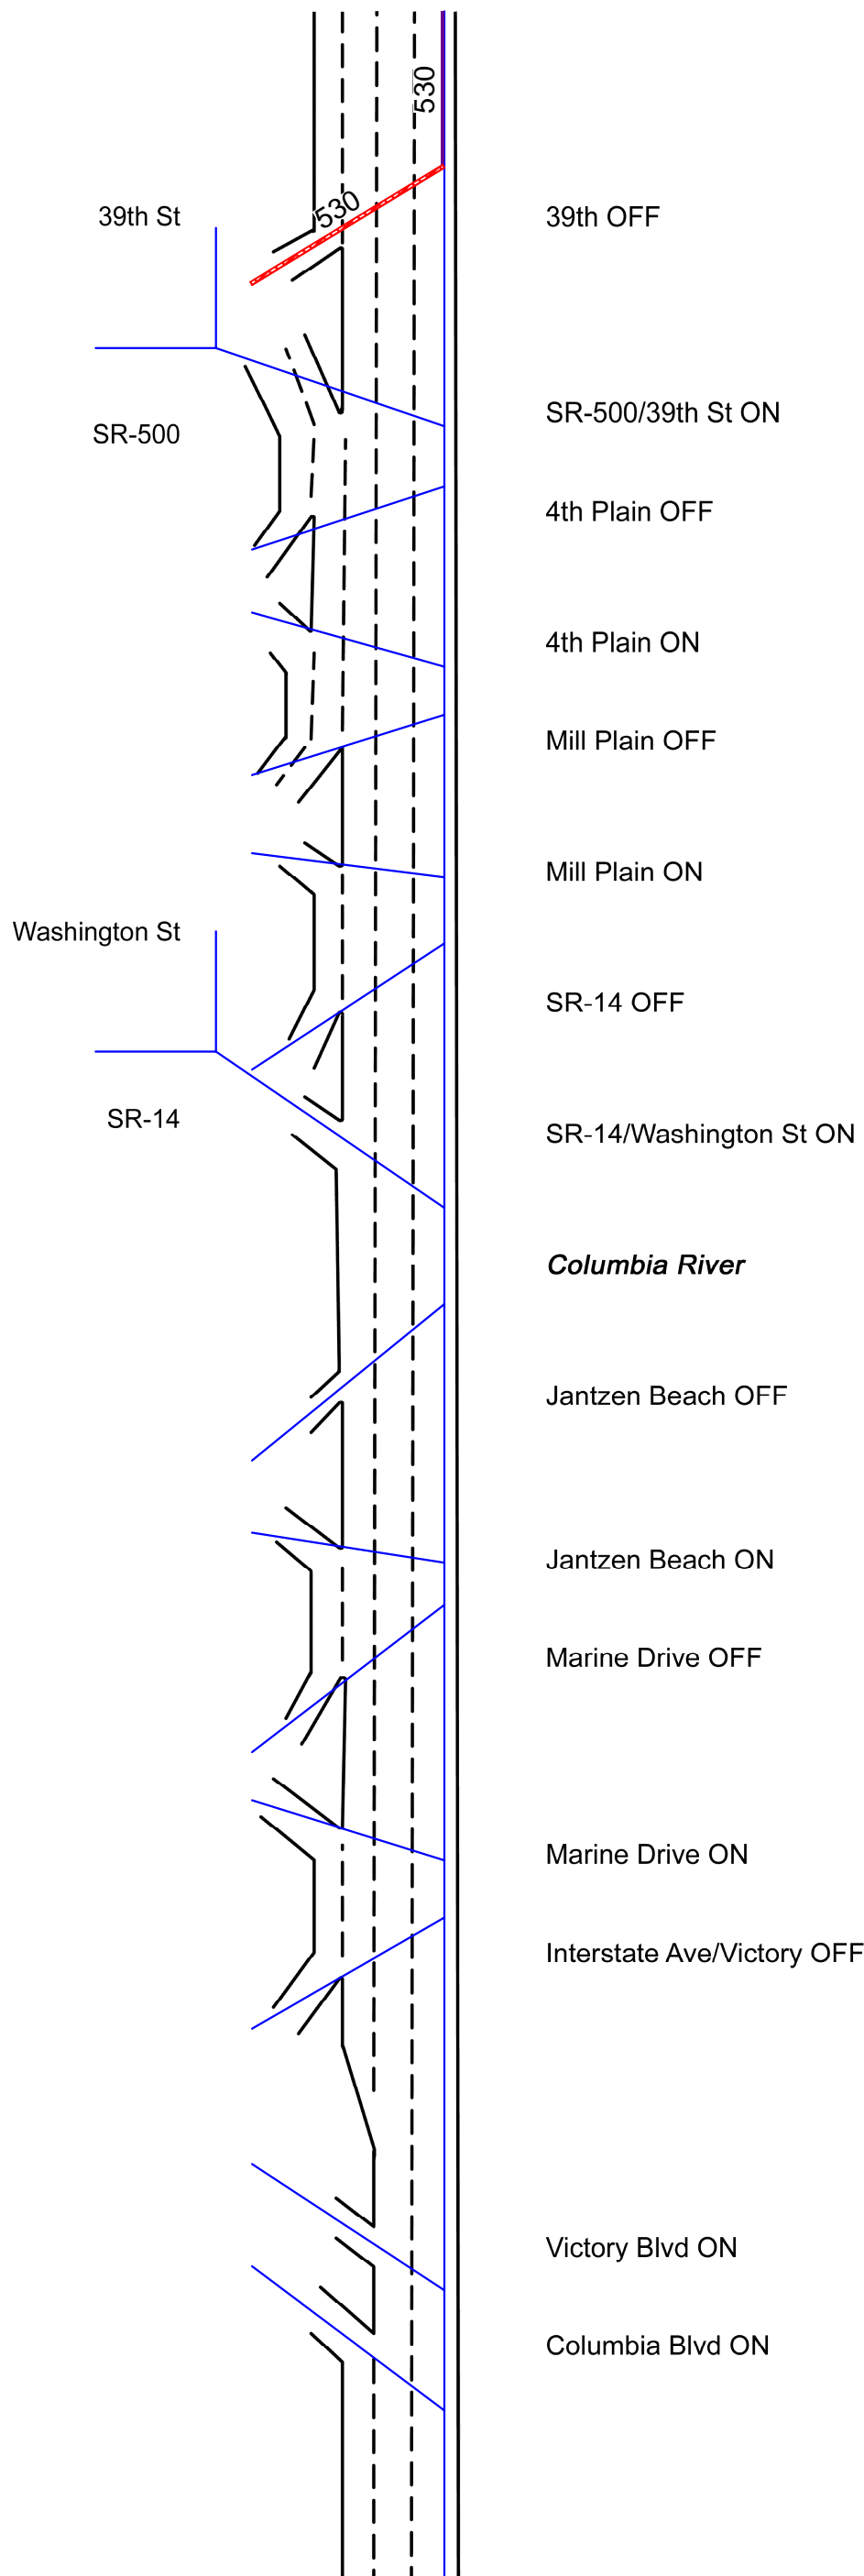 530
530
39th St
39th OFF
SR-500/39th St ON
SR-500
4th Plain OFF
4th Plain ON
Mill Plain OFF
Mill Plain ON
Washington St
SR-14 OFF
SR-14
SR-14/Washington St ON
Columbia River
Jantzen Beach OFF
Jantzen Beach ON
Marine Drive OFF
Marine Drive ON
Interstate Ave/Victory OFF
Victory Blvd ON
Columbia Blvd ON